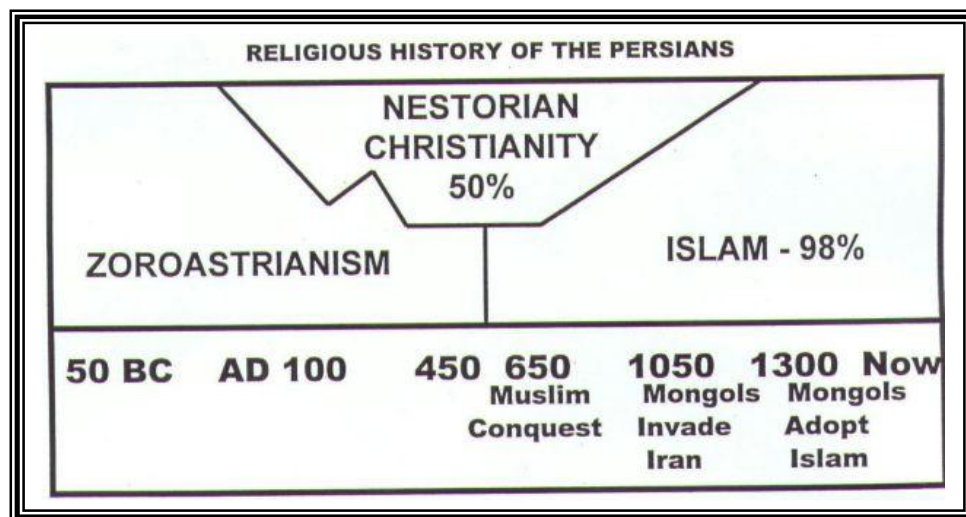 RELIGIOUS HISTORY OF THE PERSIANS
NESTORIAN
CHRISTIANITY
50%
ZOROASTRIANISM
ISLAM - 98%
50 BC AD 100 450 650 1050 1300 Now
Muslim Mongols Mongols
Conquest Invade Adopt
Iran Islam